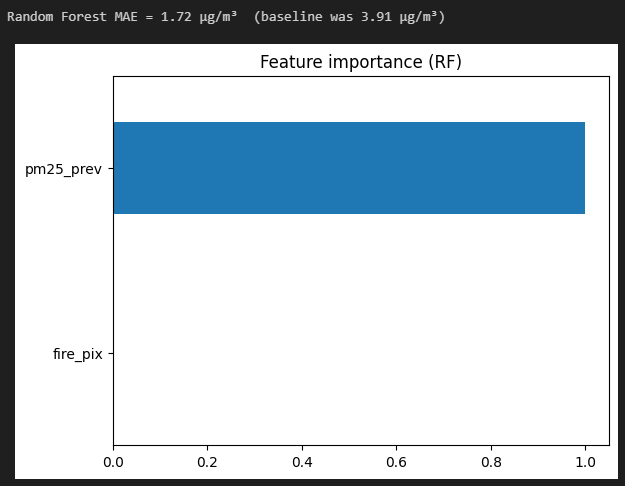 Random Forest MAE = 1.72 µg/m³  (baseline was 3.91 µg/m³)
Feature importance (RF)
pm25_prev
fire_pix
0.0 0.2 0.4 0.6 0.8 1.0